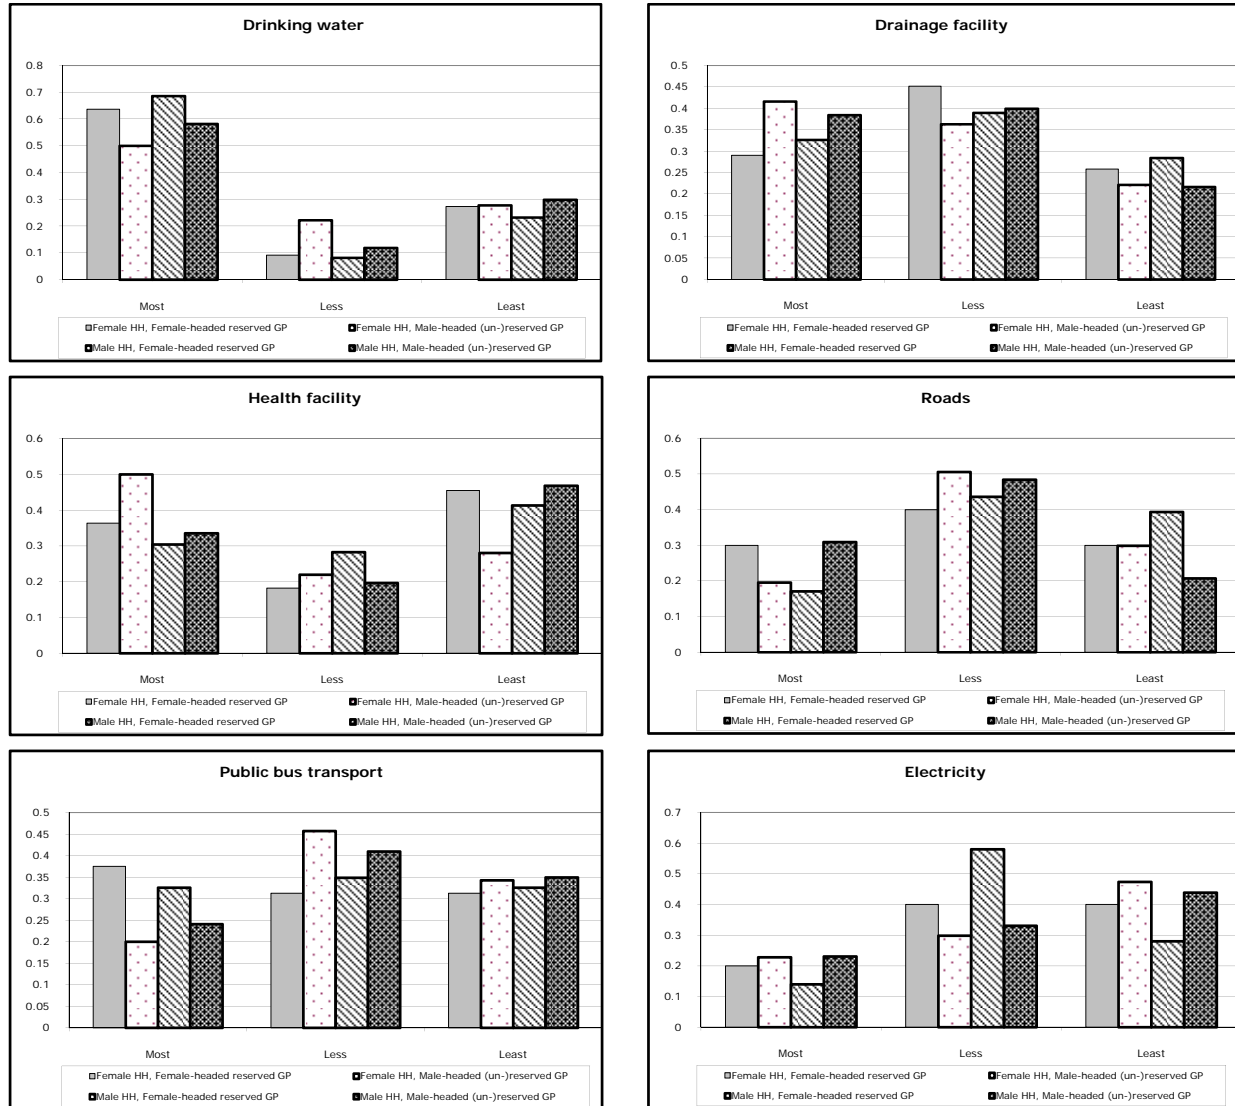 Drinking water
0.8
0.7
0.6
0.5
0.4
0.3
0.2
0.1
0
Most Less Least
Female HH, Female-headed reserved GP Female HH, Male-headed (un-)reserved GP
Male HH, Female-headed reserved GP Male HH, Male-headed (un-)reserved GP
Drainage facility
0.5
0.45
0.4
0.35
0.3
0.25
0.2
0.15
0.1
0.05
0
Most Less Least
Female HH, Female-headed reserved GP Female HH, Male-headed (un-)reserved GP
Male HH, Female-headed reserved GP Male HH, Male-headed (un-)reserved GP
Health facility
0.6
0.5
0.4
0.3
0.2
0.1
0
Most Less Least
Female HH, Female-headed reserved GP Female HH, Male-headed (un-)reserved GP
Male HH, Female-headed reserved GP Male HH, Male-headed (un-)reserved GP
Roads
0.6
0.5
0.4
0.3
0.2
0.1
0
Most Less Least
Female HH, Female-headed reserved GP Female HH, Male-headed (un-)reserved GP
Male HH, Female-headed reserved GP Male HH, Male-headed (un-)reserved GP
Public bus transport
0.5
0.45
0.4
0.35
0.3
0.25
0.2
0.15
0.1
0.05
0
Most Less Least
Female HH, Female-headed reserved GP Female HH, Male-headed (un-)reserved GP
Male HH, Female-headed reserved GP Male HH, Male-headed (un-)reserved GP
Electricity
0.7
0.6
0.5
0.4
0.3
0.2
0.1
0
Most Less Least
Female HH, Female-headed reserved GP Female HH, Male-headed (un-)reserved GP
Male HH, Female-headed reserved GP Male HH, Male-headed (un-)reserved GP